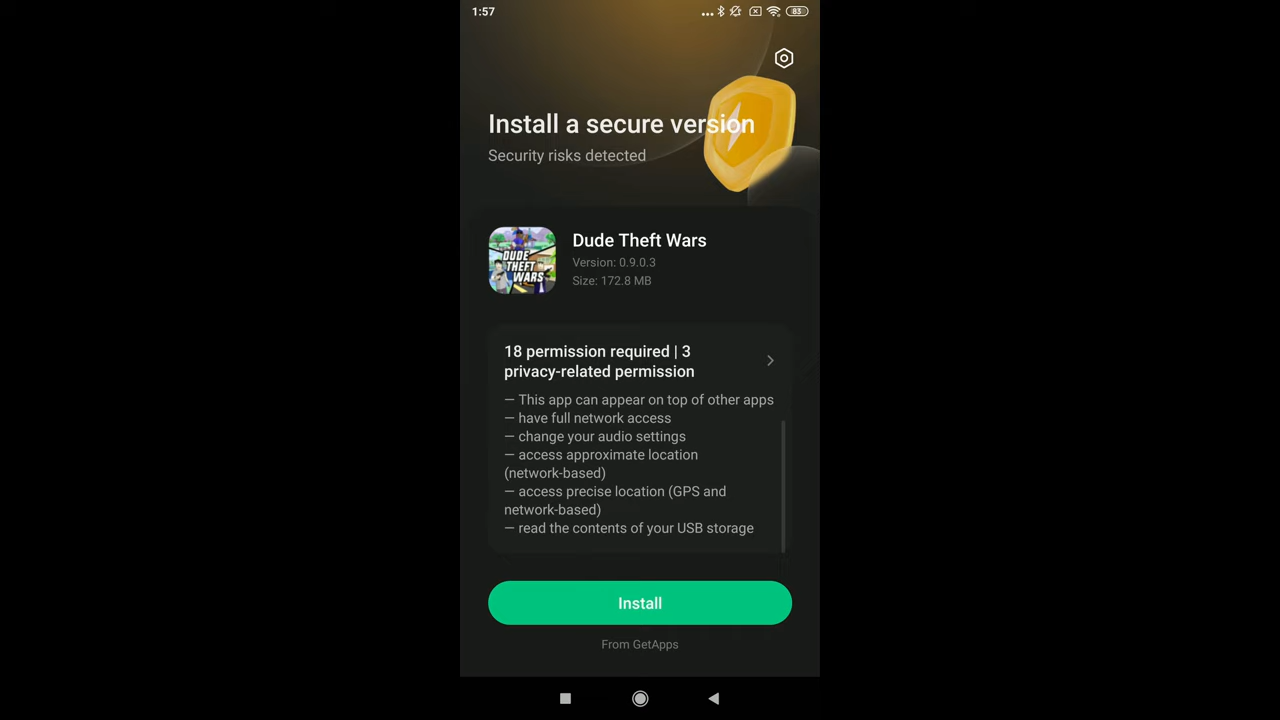 1:57
83
Install a secure version
Security risks detected
DUDE
THEFT
WARS
Dude Theft Wars
Version: 0.9.0.3
Size: 172.8 MB
18 permission required | 3
privacy-related permission
— This app can appear on top of other apps
— have full network access
— change your audio settings
— access approximate location
(network-based)
— access precise location (GPS and
network-based)
— read the contents of your USB storage
Install
From GetApps